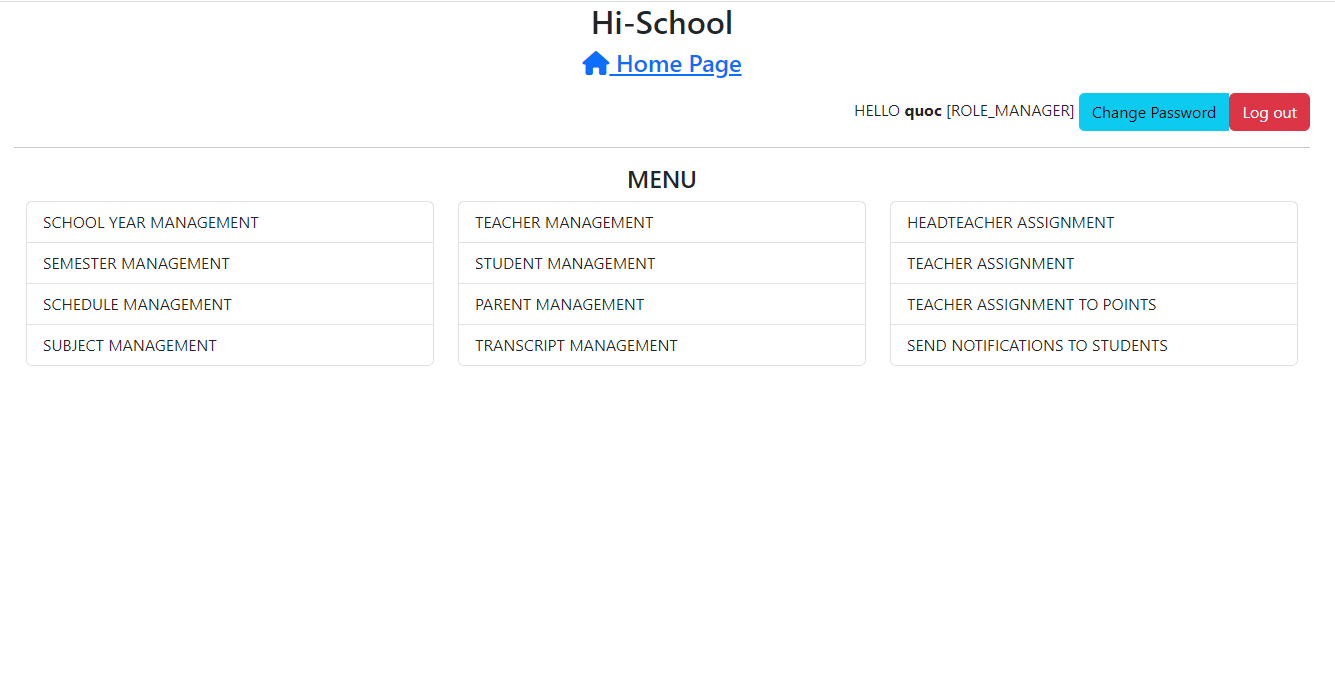 Hi-School
Home Page
HELLO quoc [ROLE_MANAGER] Change Password Log out
MENU
SCHOOL YEAR MANAGEMENT
SEMESTER MANAGEMENT
SCHEDULE MANAGEMENT
SUBJECT MANAGEMENT
TEACHER MANAGEMENT
STUDENT MANAGEMENT
PARENT MANAGEMENT
TRANSCRIPT MANAGEMENT
HEADTEACHER ASSIGNMENT
TEACHER ASSIGNMENT
TEACHER ASSIGNMENT TO POINTS
SEND NOTIFICATIONS TO STUDENTS